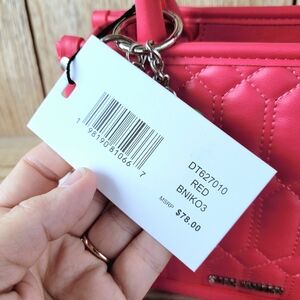 DT627010
RED
BNIKO3
MSRP $78.00
1 98190 81066 7